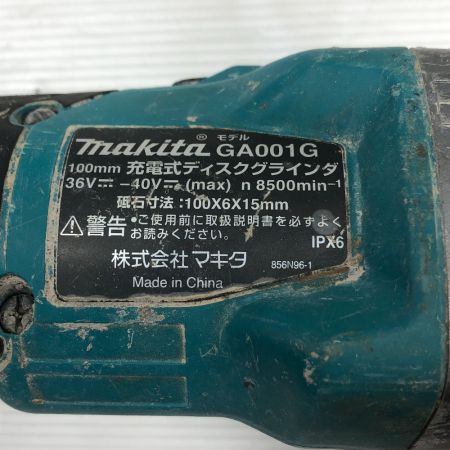 makita® モデル GA001G
100mm 充電式ディスクグラインダ
36V⎓ -40V⎓(max) n 8500min⁻¹
砥石寸法:100X6X15mm
⚠警告 •ご使用前に取扱説明書を必ずよく
お読みください。
IPX6
株式会社マキタ 856N96-1
Made in China